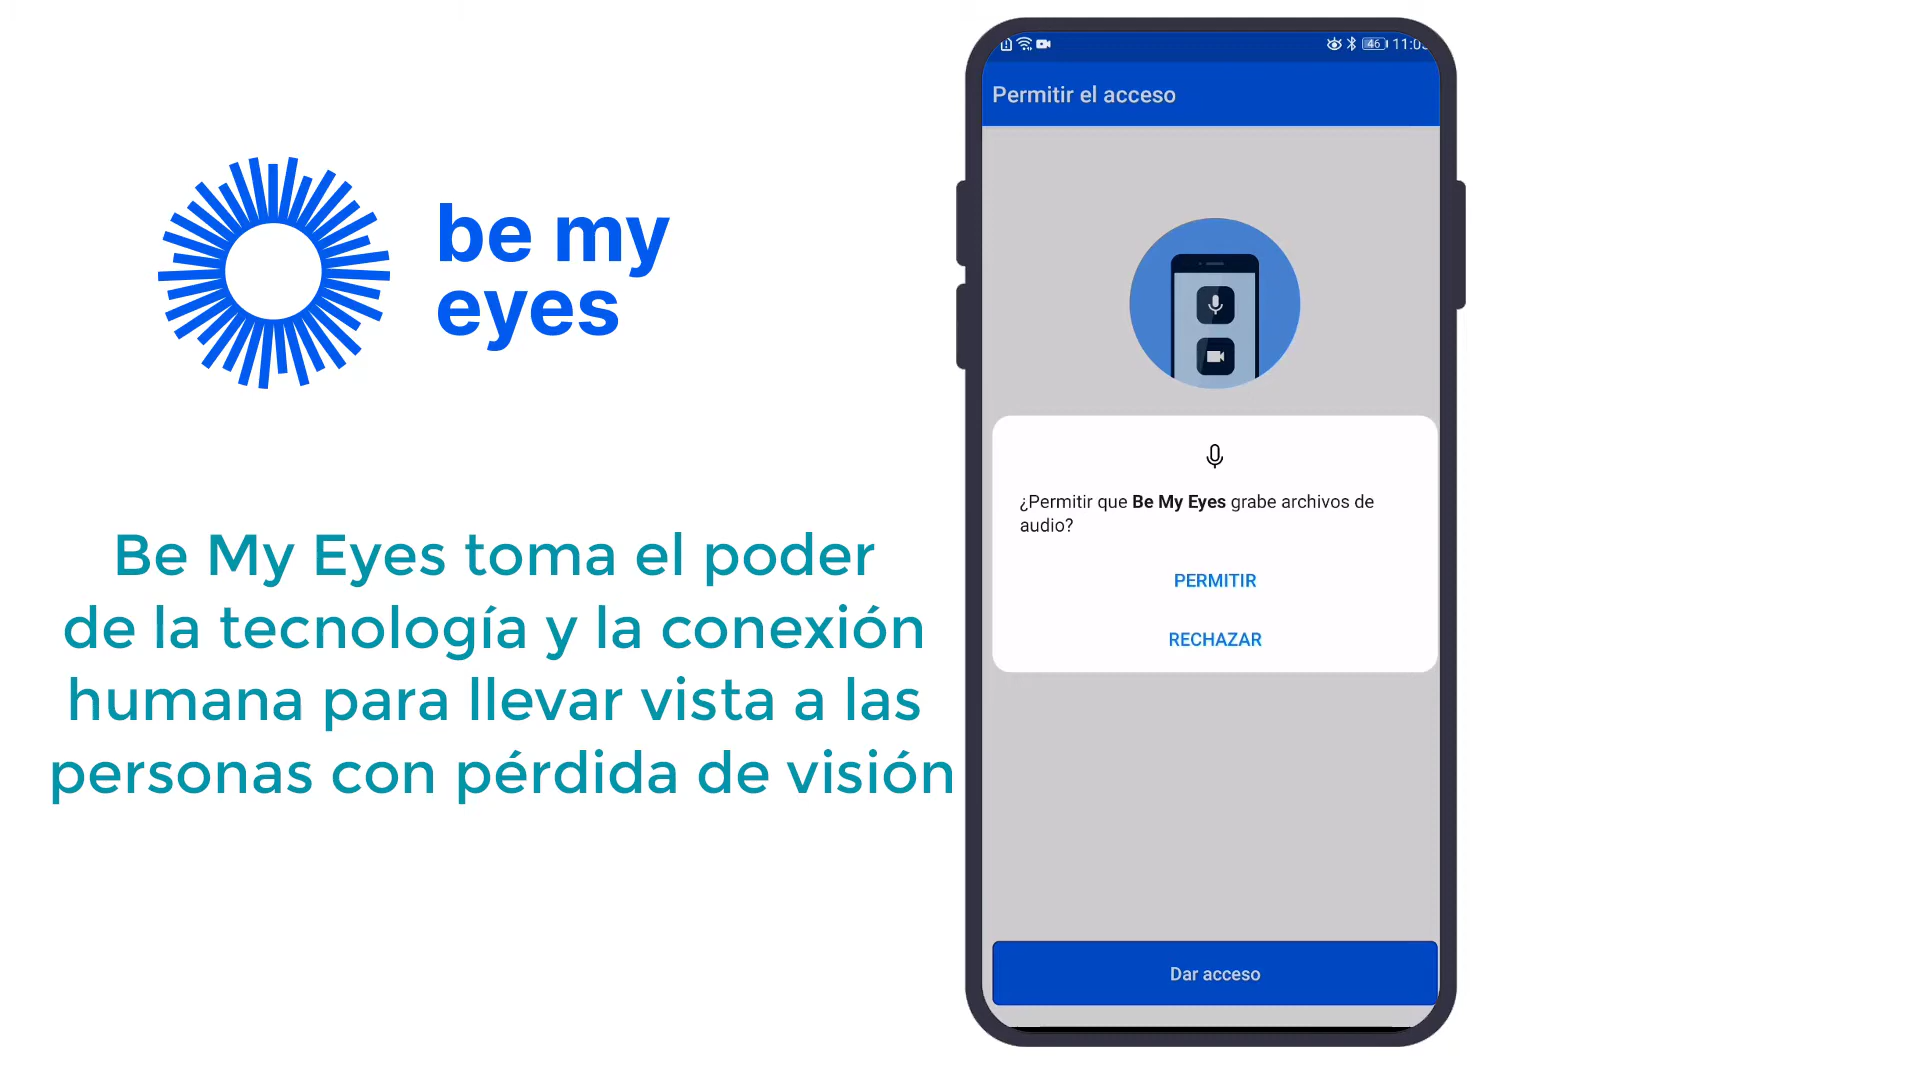 be my
eyes
Be My Eyes toma el poder
de la tecnología y la conexión
humana para llevar vista a las
personas con pérdida de visión
46
Permitir el acceso
¿Permitir que Be My Eyes grabe archivos de
audio?
PERMITIR
RECHAZAR
Dar acceso